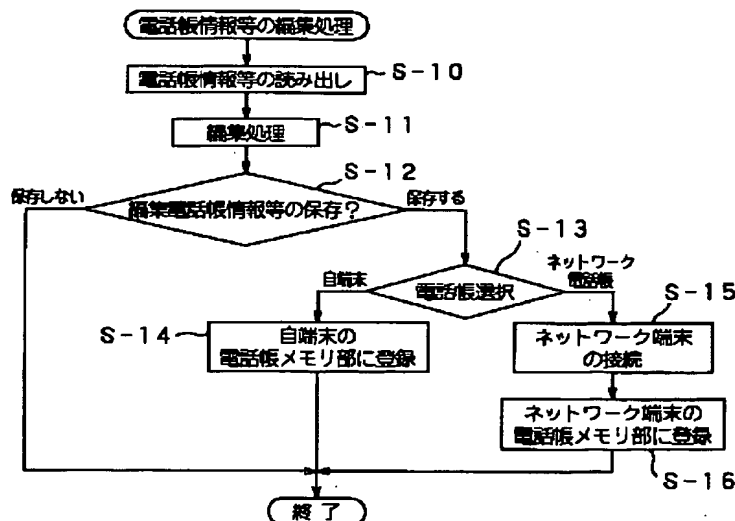 電話帳情報等の編集処理
電話帳情報等の読み出し
S-10
編集処理
S-11
S-12
保存しない
編集電話帳情報等の保存?
保存する
S-13
自端末
電話帳選択
ネットワーク
電話帳
S-15
S-14
自端末の
電話帳メモリ部に登録
ネットワーク端末
の接続
ネットワーク端末の
電話帳メモリ部に登録
S-16
終了